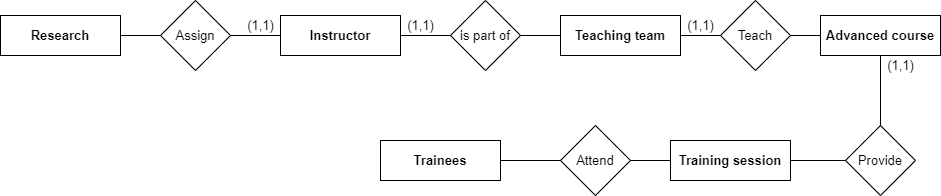 Research
Assign
(1,1)
Instructor
(1,1)
is part of
Teaching team
(1,1)
Teach
Advanced course
(1,1)
Trainees
Attend
Training session
Provide